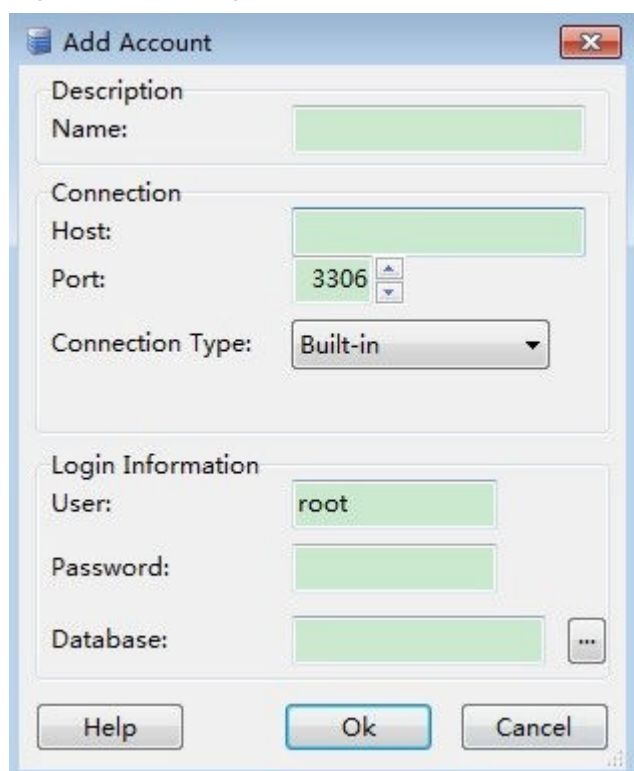 Add Account
Description
Name:
Connection
Host:
Port: 3306
Connection Type: Built-in
Login Information
User: root
Password:
Database: ...
Help Ok Cancel